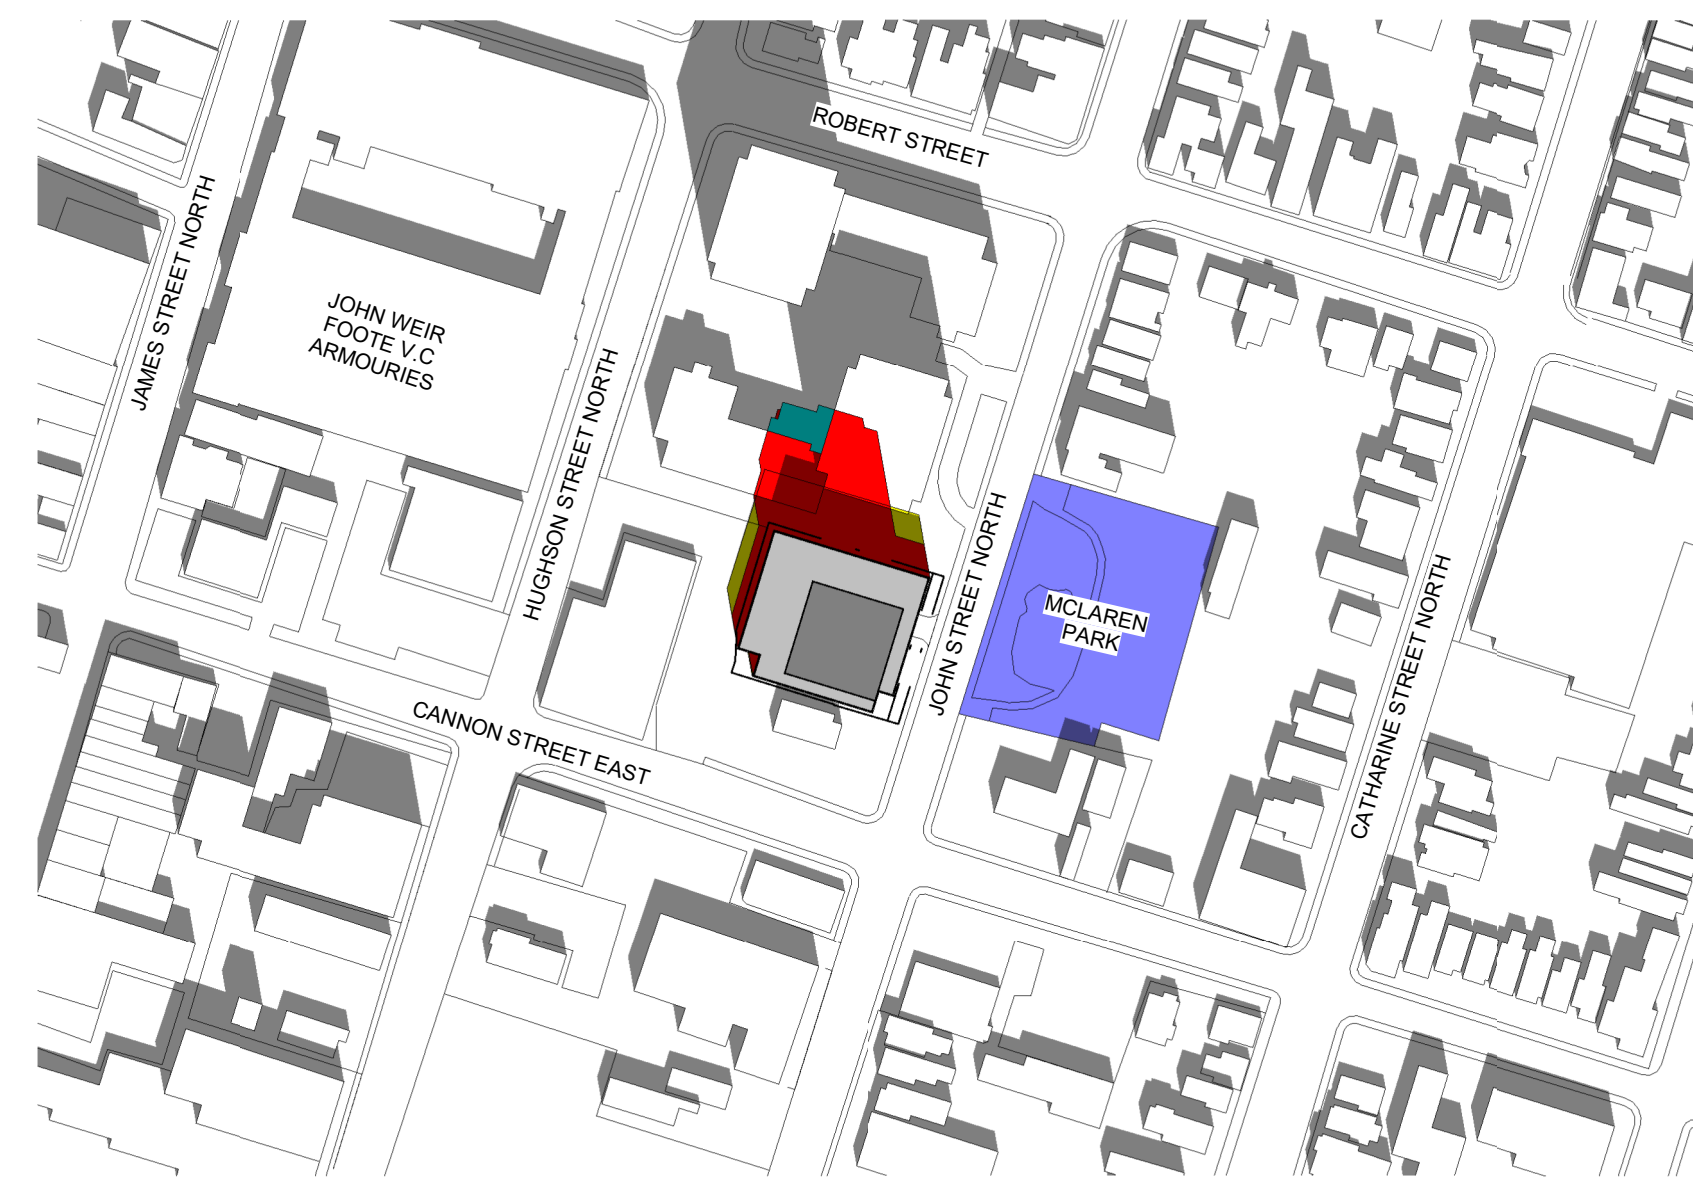 ROBERT STREET
JAMES STREET NORTH
JOHN WEIR
FOOTE V.C
ARMOURIES
HUGHSON STREET NORTH
JOHN STREET NORTH
MCLAREN
PARK
CATHARINE STREET NORTH
CANNON STREET EAST